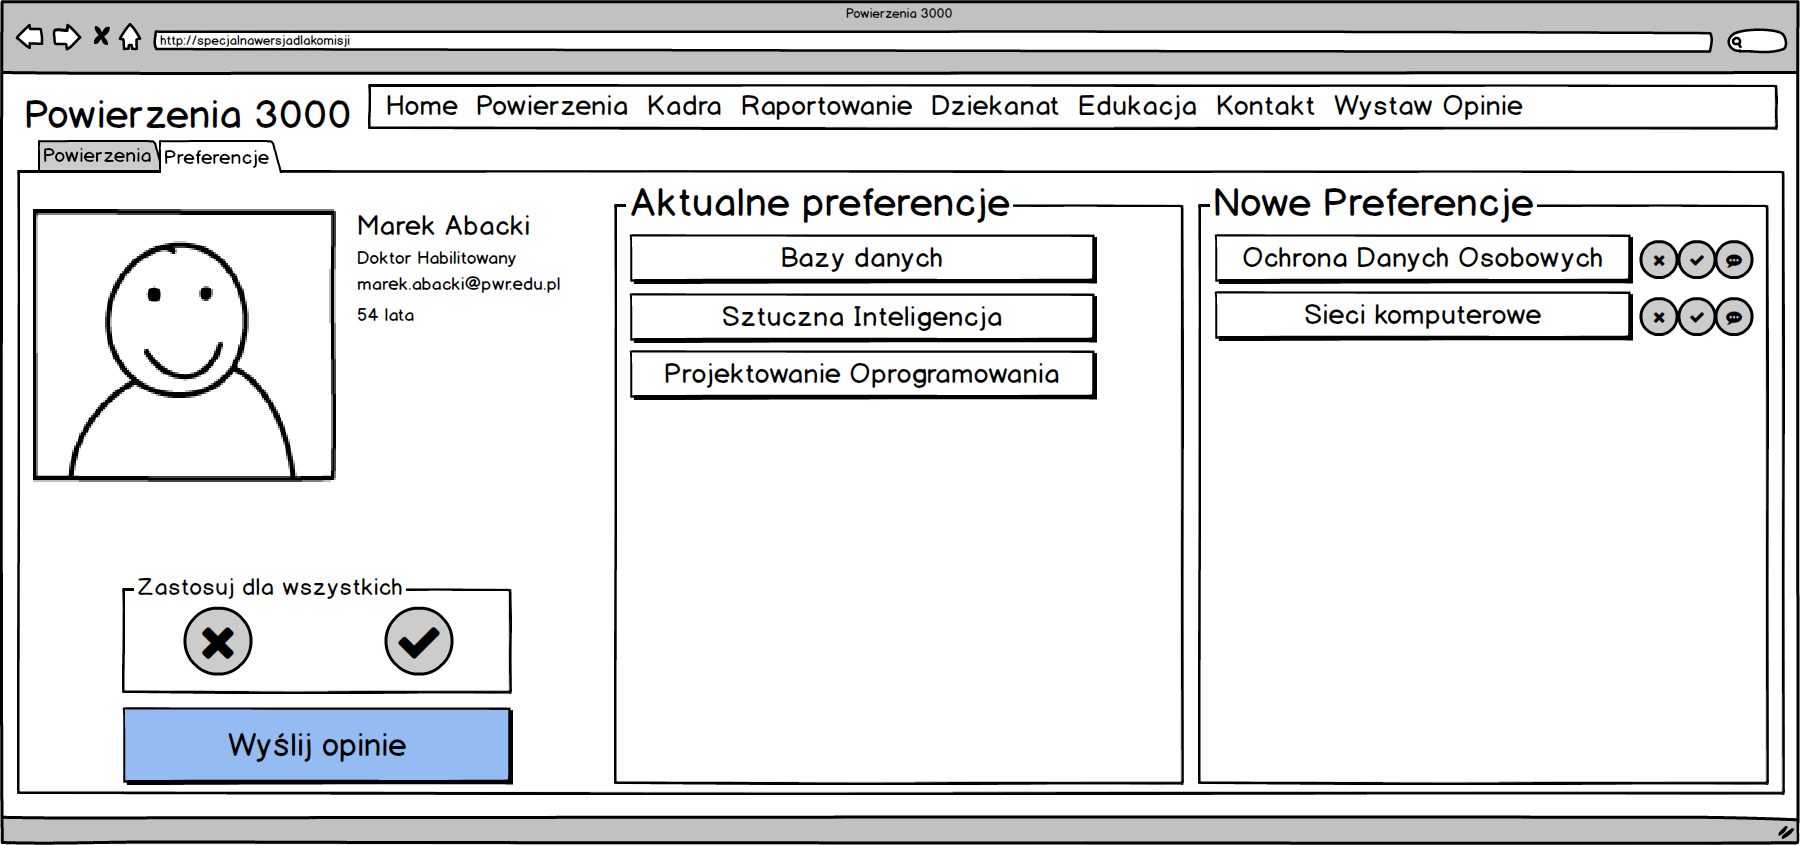 Powierzenia 3000
http://specjalnawersjadlakomisji
Powierzenia 3000
Home Powierzenia Kadra Raportowanie Dziekanat Edukacja Kontakt Wystaw Opinie
Powierzenia
Preferencje
Marek Abacki
Doktor Habilitowany
marek.abacki@pwr.edu.pl
54 lata
Zastosuj dla wszystkich
Wyślij opinie
Aktualne preferencje
Bazy danych
Sztuczna Inteligencja
Projektowanie Oprogramowania
Nowe Preferencje
Ochrona Danych Osobowych
Sieci komputerowe